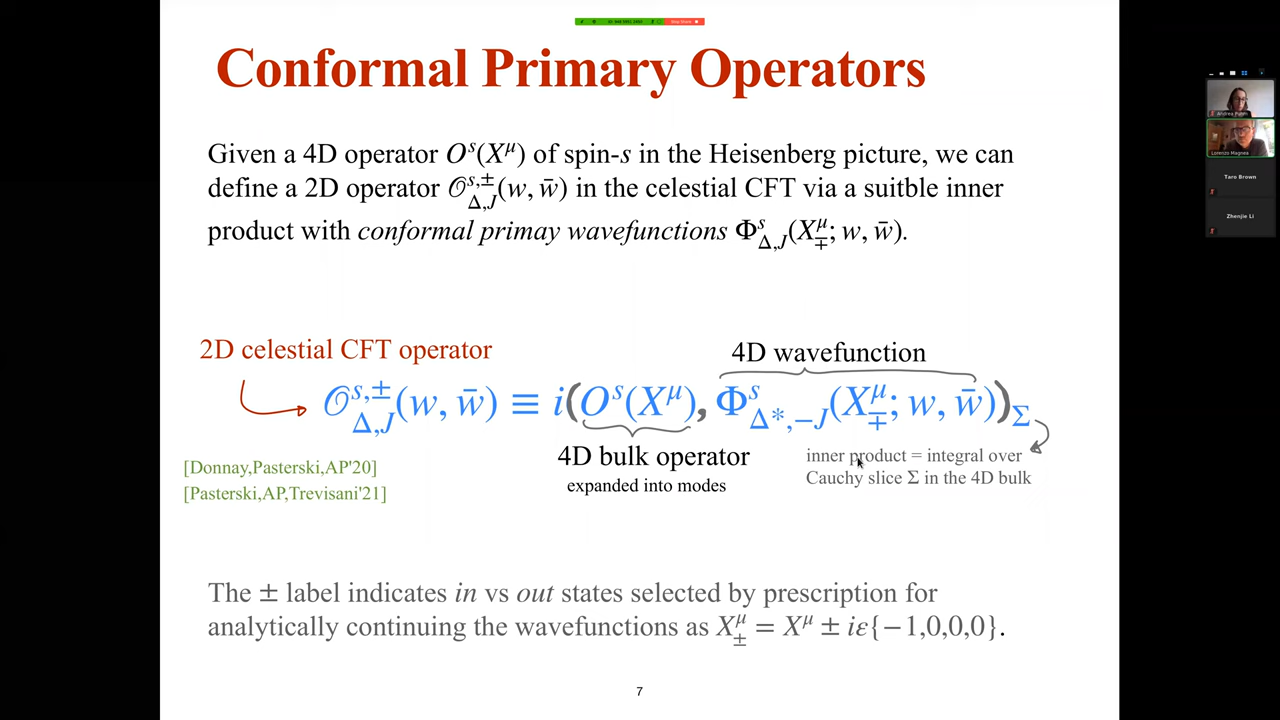 Conformal Primary Operators
Given a 4D operator O^s(X^μ) of spin-s in the Heisenberg picture, we can
define a 2D operator 𝒪^{s,±}_{Δ,J}(w, w̄) in the celestial CFT via a suitble inner
product with conformal primay wavefunctions Φ^s_{Δ,J}(X^μ_∓; w, w̄).
2D celestial CFT operator
4D wavefunction
𝒪^{s,±}_{Δ,J}(w, w̄) ≡ i(O^s(X^μ), Φ^s_{Δ*,−J}(X^μ_∓; w, w̄))_Σ
4D bulk operator
expanded into modes
inner product = integral over
Cauchy slice Σ in the 4D bulk
[Donnay,Pasterski,AP'20]
[Pasterski,AP,Trevisani'21]
The ± label indicates in vs out states selected by prescription for
analytically continuing the wavefunctions as X^μ_± = X^μ ± iε{−1,0,0,0}.
7
Lorenzo Magnea
Taro Brown
Zhenjie Li